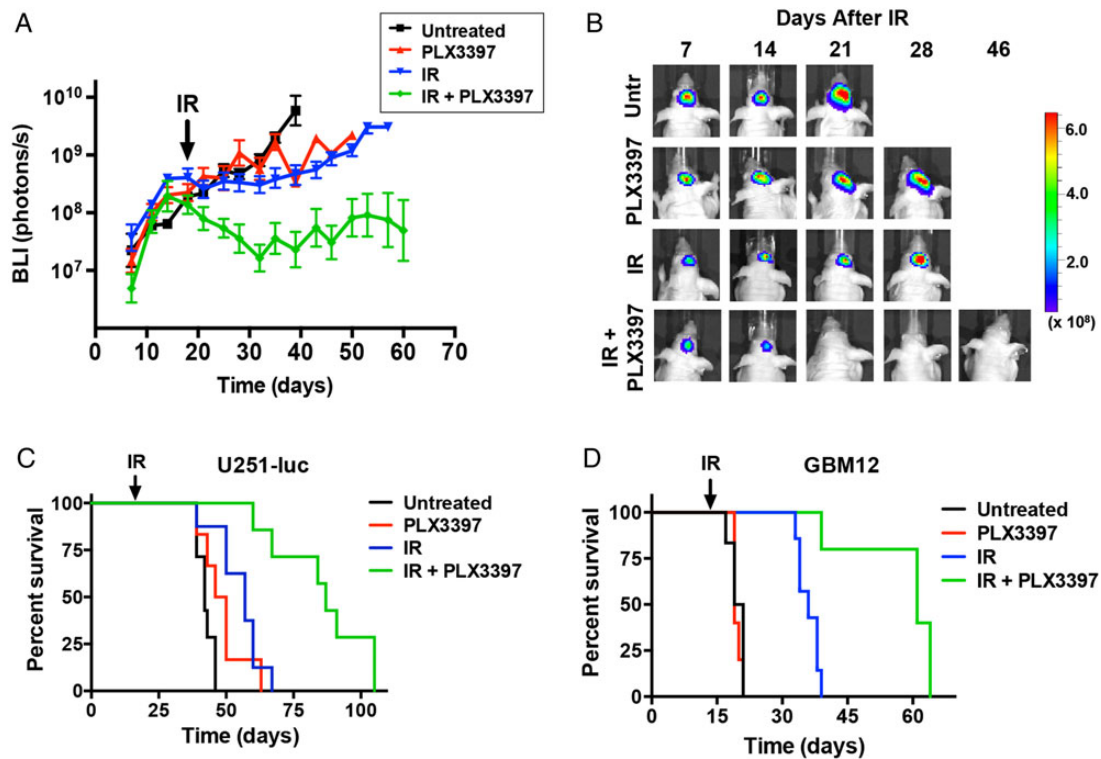 A
Untreated
PLX3397
IR
IR + PLX3397
IR
10¹⁰
10⁹
10⁸
10⁷
BLI (photons/s)
0 10 20 30 40 50 60 70
Time (days)
B
Days After IR
7 14 21 28 46
Untr
PLX3397
IR
IR +
PLX3397
6.0
4.0
2.0
(x 10⁸)
C
IR
U251-luc
Untreated
PLX3397
IR
IR + PLX3397
100
75
50
25
0
Percent survival
0 25 50 75 100
Time (days)
D
IR
GBM12
Untreated
PLX3397
IR
IR + PLX3397
100
75
50
25
0
Percent survival
0 15 30 45 60
Time (days)